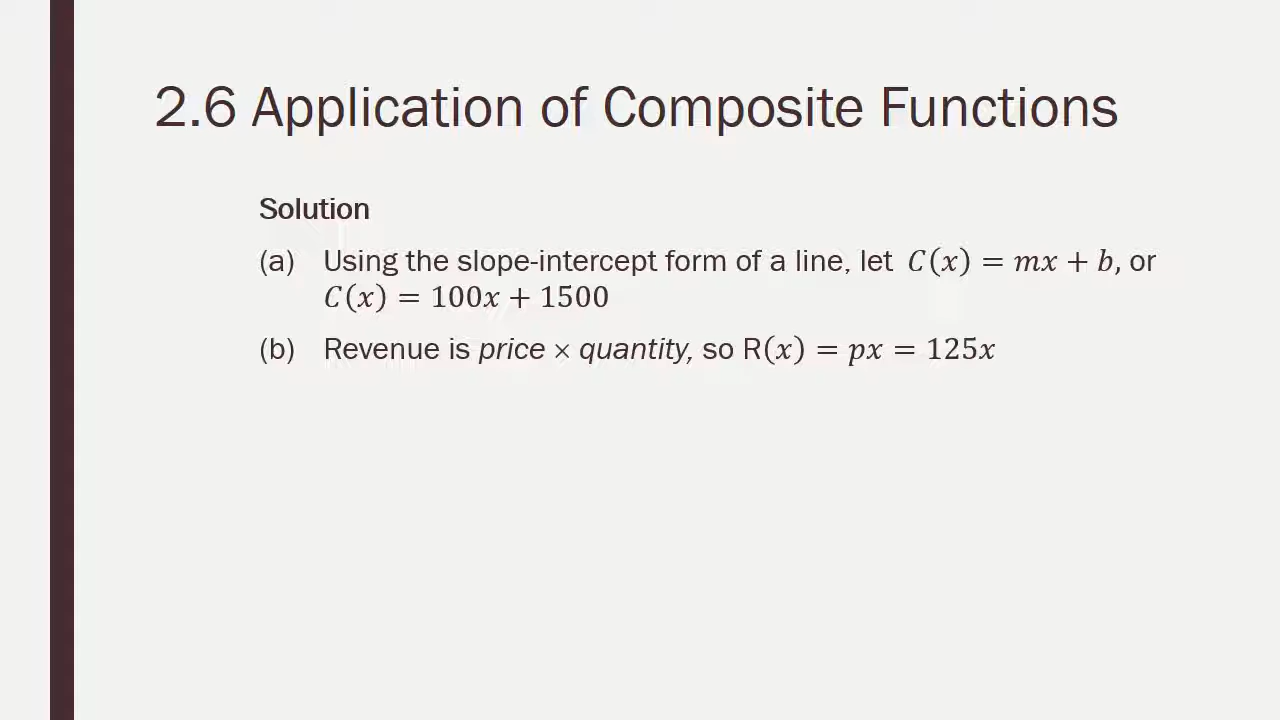 2.6 Application of Composite Functions
Solution
(a) Using the slope-intercept form of a line, let C(x) = mx + b, or
C(x) = 100x + 1500
(b) Revenue is price × quantity, so R(x) = px = 125x